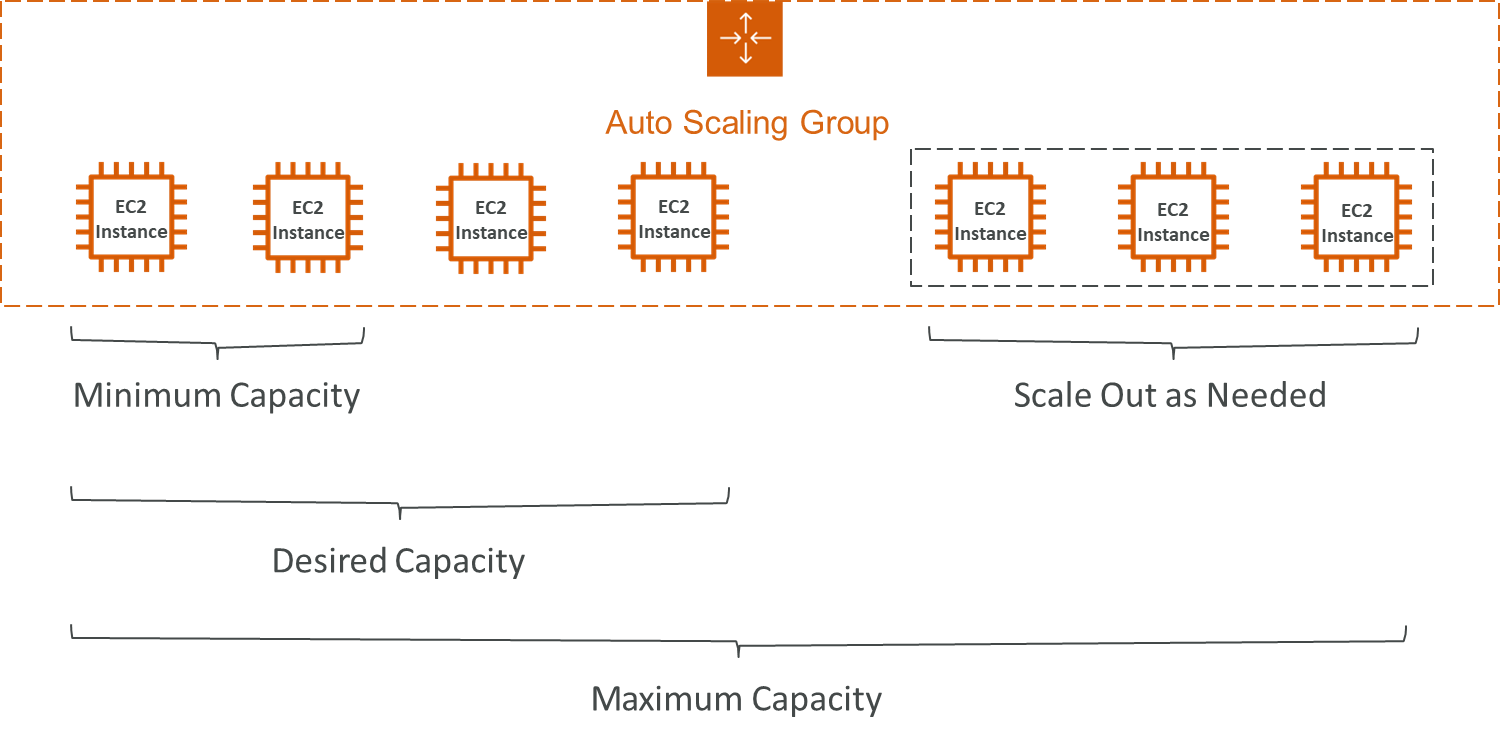 Auto Scaling Group
EC2
Instance
EC2
Instance
EC2
Instance
EC2
Instance
EC2
Instance
EC2
Instance
EC2
Instance
Minimum Capacity
Scale Out as Needed
Desired Capacity
Maximum Capacity